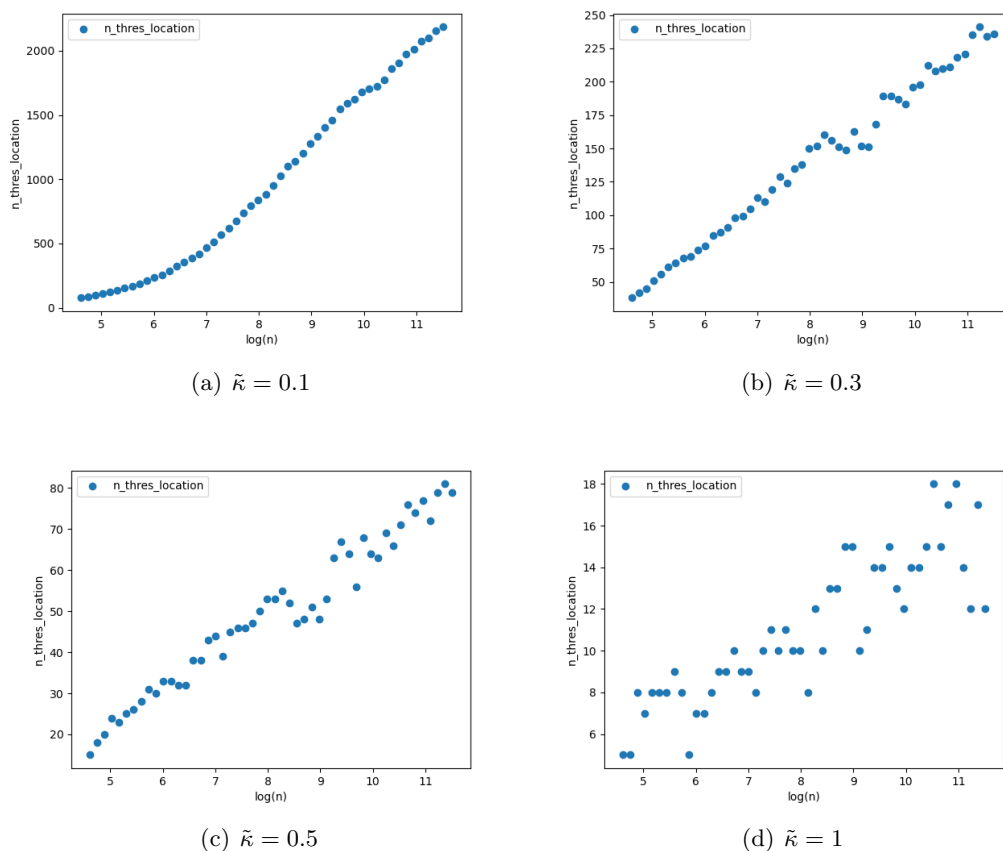 n_thres_location
2000
1500
1000
500
0
n_thres_location
5 6 7 8 9 10 11
log(n)
(a) κ̃ = 0.1
n_thres_location
250
225
200
175
150
125
100
75
50
n_thres_location
5 6 7 8 9 10 11
log(n)
(b) κ̃ = 0.3
n_thres_location
80
70
60
50
40
30
20
n_thres_location
5 6 7 8 9 10 11
log(n)
(c) κ̃ = 0.5
n_thres_location
18
16
14
12
10
8
6
n_thres_location
5 6 7 8 9 10 11
log(n)
(d) κ̃ = 1